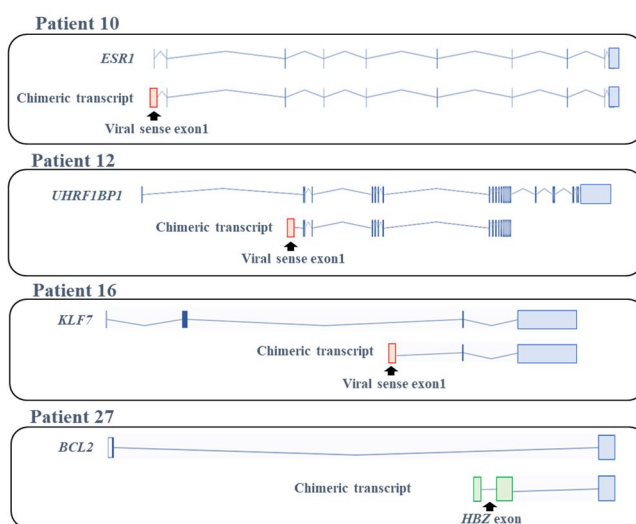 Patient 10
ESR1
Chimeric transcript
Viral sense exon1
Patient 12
UHRF1BP1
Chimeric transcript
Viral sense exon1
Patient 16
KLF7
Chimeric transcript
Viral sense exon1
Patient 27
BCL2
Chimeric transcript
HBZ exon